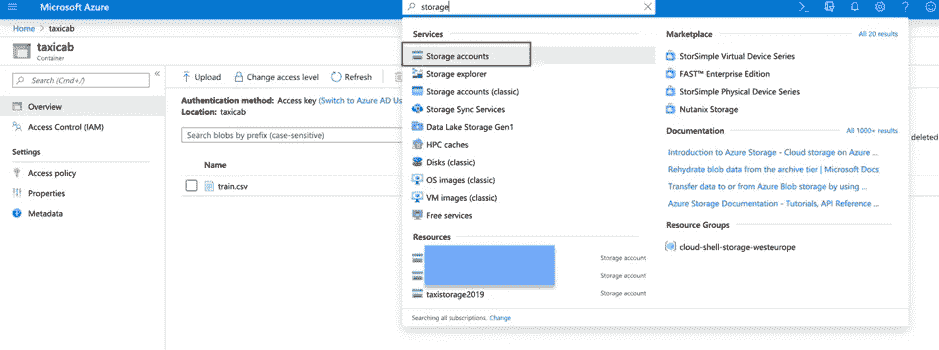 Microsoft Azure
storage
Home > taxicab
taxicab
Container
Search (Cmd+/)
«
Overview
Access Control (IAM)
Settings
Access policy
Properties
Metadata
Upload
Change access level
Refresh
Authentication method: Access key (Switch to Azure AD Us
Location: taxicab
Search blobs by prefix (case-sensitive)
deleted
Name
train.csv
Services
Storage accounts
Storage explorer
Storage accounts (classic)
Storage Sync Services
Data Lake Storage Gen1
HPC caches
Disks (classic)
OS images (classic)
VM images (classic)
Free services
Resources
Storage account
Storage account
taxistorage2019 Storage account
Searching all subscriptions. Change
Marketplace All 20 results
StorSimple Virtual Device Series
FAST™ Enterprise Edition
StorSimple Physical Device Series
Nutanix Storage
Documentation All 1000+ results
Introduction to Azure Storage - Cloud storage on Azure ...
Rehydrate blob data from the archive tier | Microsoft Docs
Transfer data to or from Azure Blob storage by using ...
Azure Storage Documentation - Tutorials, API Reference ...
Resource Groups
cloud-shell-storage-westeurope